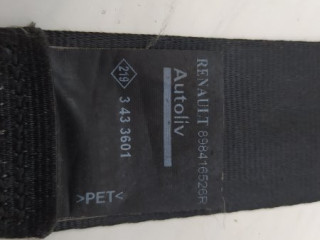 RENAULT 898416526R
Autoliv
219 3 43 3601
>PET<